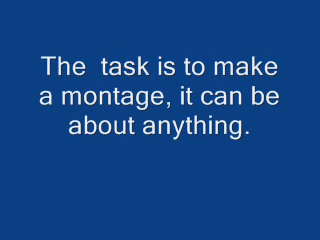 The  task is to make
a montage, it can be
about anything.